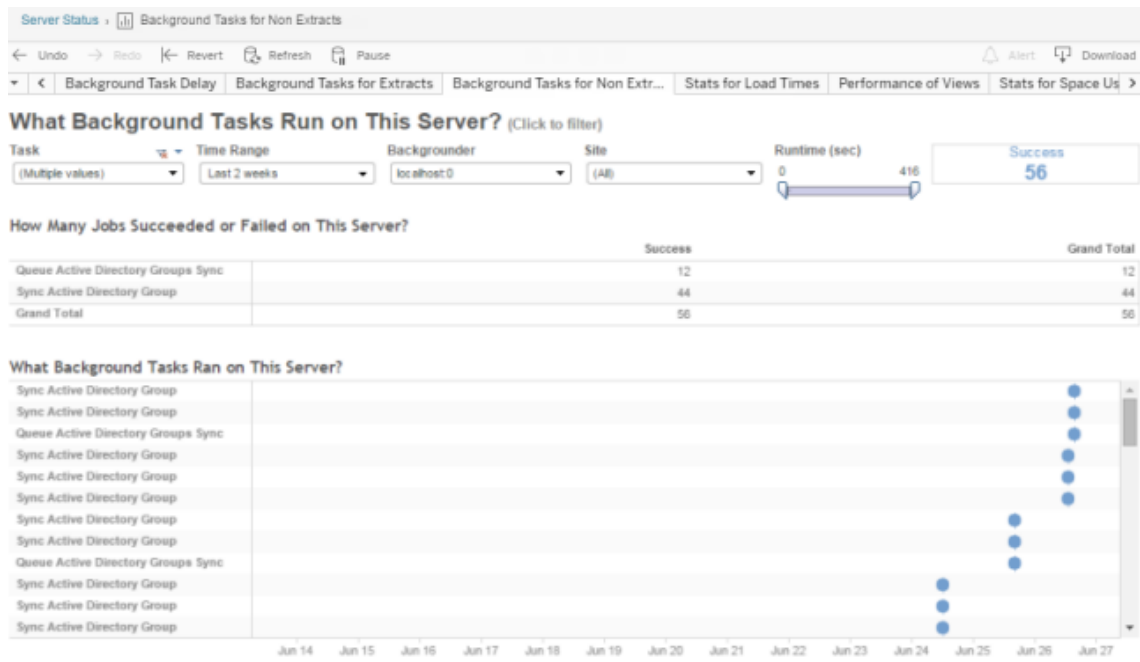 Server Status › Background Tasks for Non Extracts
← Undo → Redo |← Revert Refresh Pause Alert Download
Background Task Delay Background Tasks for Extracts Background Tasks for Non Extr... Stats for Load Times Performance of Views Stats for Space Us
What Background Tasks Run on This Server? (Click to filter)
Task Time Range Backgrounder Site Runtime (sec) Success
(Multiple values) Last 2 weeks localhost:0 (All) 0 416 56
How Many Jobs Succeeded or Failed on This Server?
Success Grand Total
Queue Active Directory Groups Sync 12 12
Sync Active Directory Group 44 44
Grand Total 56 56
What Background Tasks Ran on This Server?
Sync Active Directory Group
Sync Active Directory Group
Queue Active Directory Groups Sync
Sync Active Directory Group
Sync Active Directory Group
Sync Active Directory Group
Sync Active Directory Group
Sync Active Directory Group
Queue Active Directory Groups Sync
Sync Active Directory Group
Sync Active Directory Group
Sync Active Directory Group
Jun 14 Jun 15 Jun 16 Jun 17 Jun 18 Jun 19 Jun 20 Jun 21 Jun 22 Jun 23 Jun 24 Jun 25 Jun 26 Jun 27